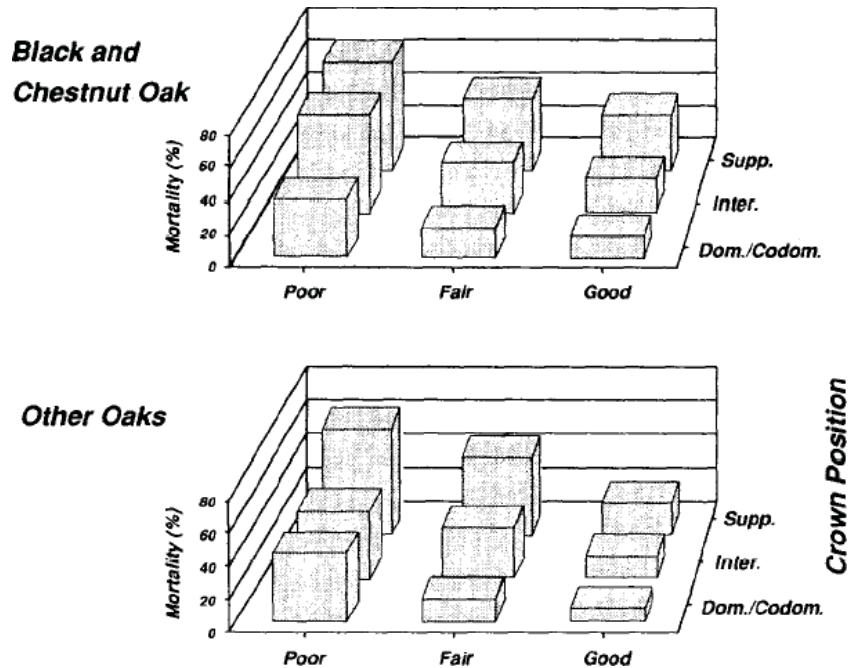 Black and
Chestnut Oak
Mortality (%)
80
60
40
20
0
Supp.
Inter.
Dom./Codom.
Poor Fair Good
Other Oaks
Mortality (%)
80
60
40
20
0
Supp.
Inter.
Dom./Codom.
Poor Fair Good
Crown Position